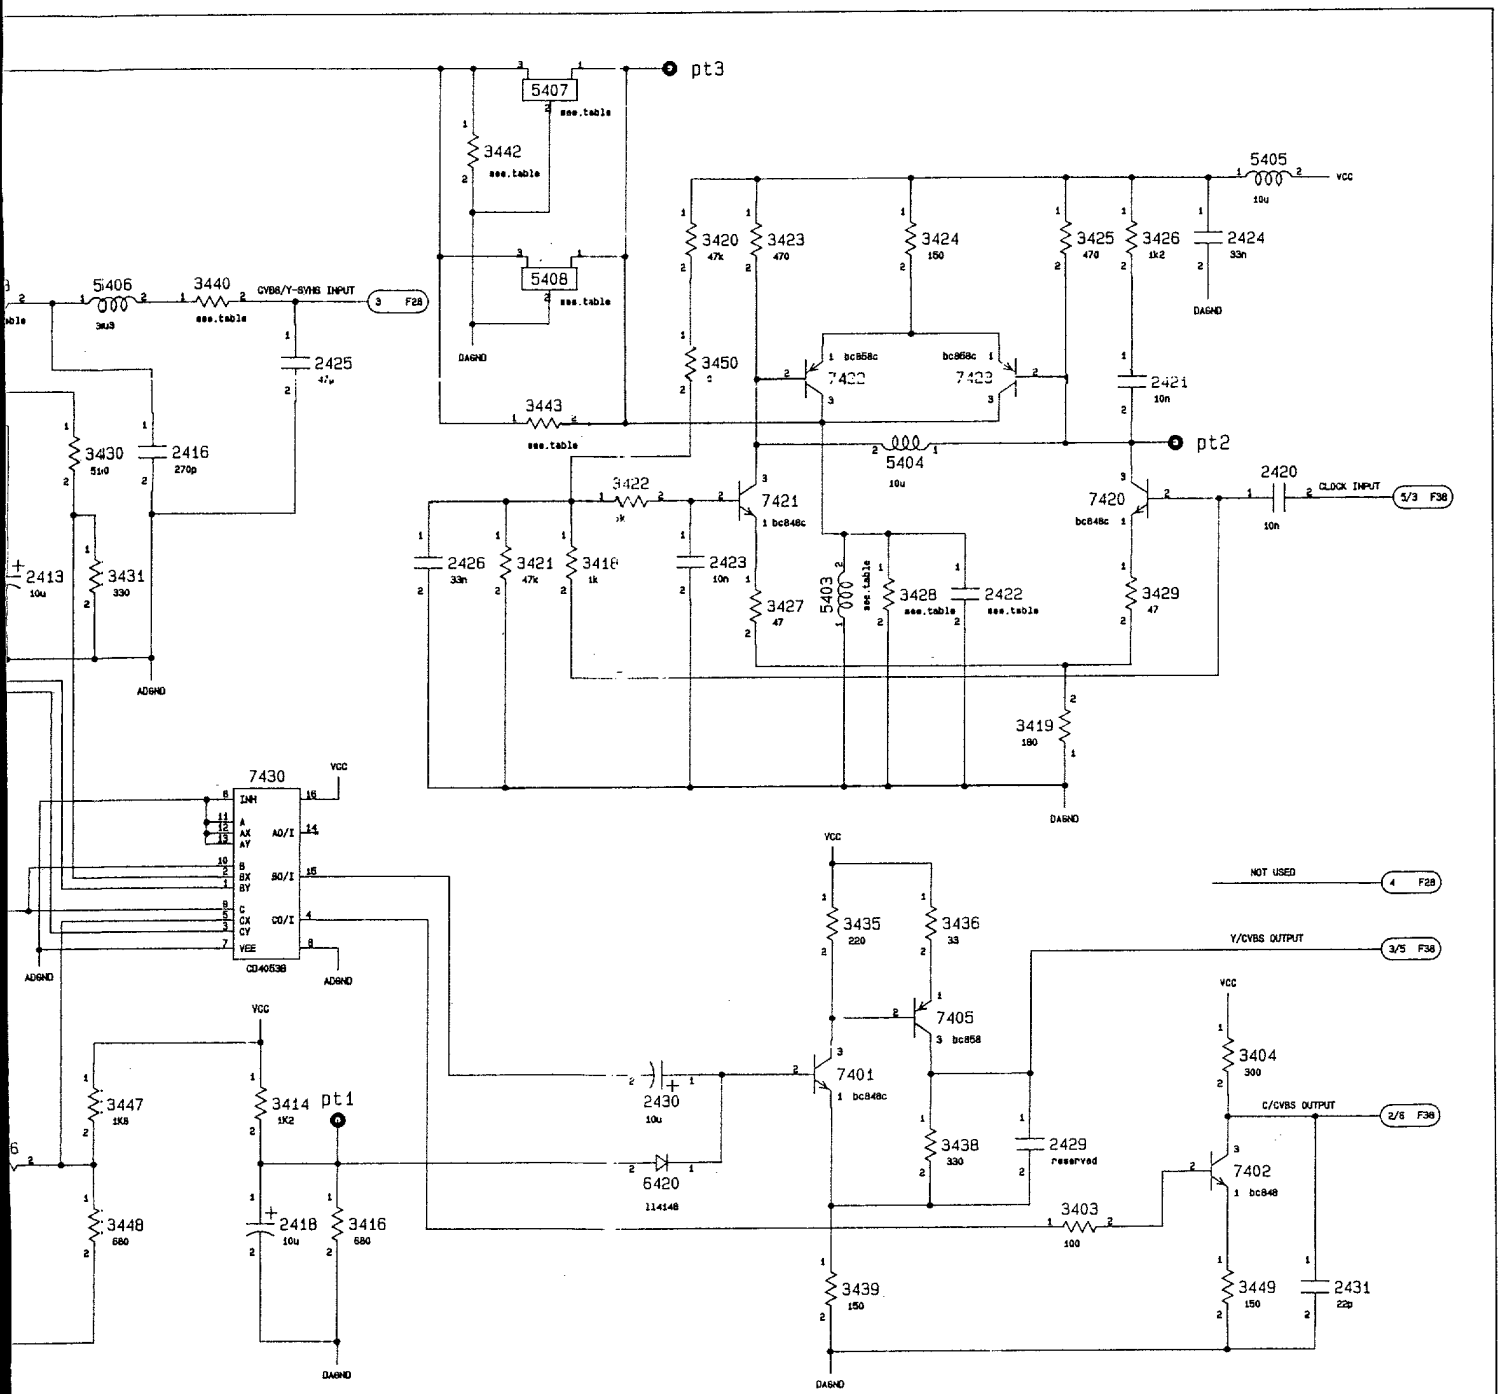 pt3
5407
see.table
3442
see.table
5408
see.table
DAGND
3443
see.table
5405
10u
VCC
3420
47k
3423
470
3424
150
3425
470
3426
1k2
2424
33n
DAGND
5406
3u3
3440
see.table
CVBS/Y-SVHS INPUT
3 F28
2425
47p
3450
bc858c
7422
bc858c
7423
2421
10n
pt2
5404
10u
3430
510
2416
270p
3422
7421
bc848c
7420
bc848c
2420
10n
CLOCK INPUT
5/3 F38
2413
10u
3431
330
ADGND
2426
33n
3421
47k
3418
1k
2423
10n
3427
47
5403
see.table
3428
see.table
2422
see.table
3429
47
3419
180
DAGND
7430
VCC
INH
A
AX AO/I
AY
B
BX BO/I
BY
C
CX CO/I
CY
VEE
CD4053B
ADGND
ADGND
VCC
3435
220
3436
33
NOT USED
4 F28
Y/CVBS OUTPUT
3/5 F38
7405
bc858
VCC
3404
300
C/CVBS OUTPUT
2/6 F38
VCC
3447
1K8
3414
1K2
pt1
2430
10u
7401
bc848c
3438
330
2429
reserved
6420
ll4148
7402
bc848
3403
100
3448
680
2418
10u
3416
680
DAGND
3439
150
3449
150
2431
22p
DAGND